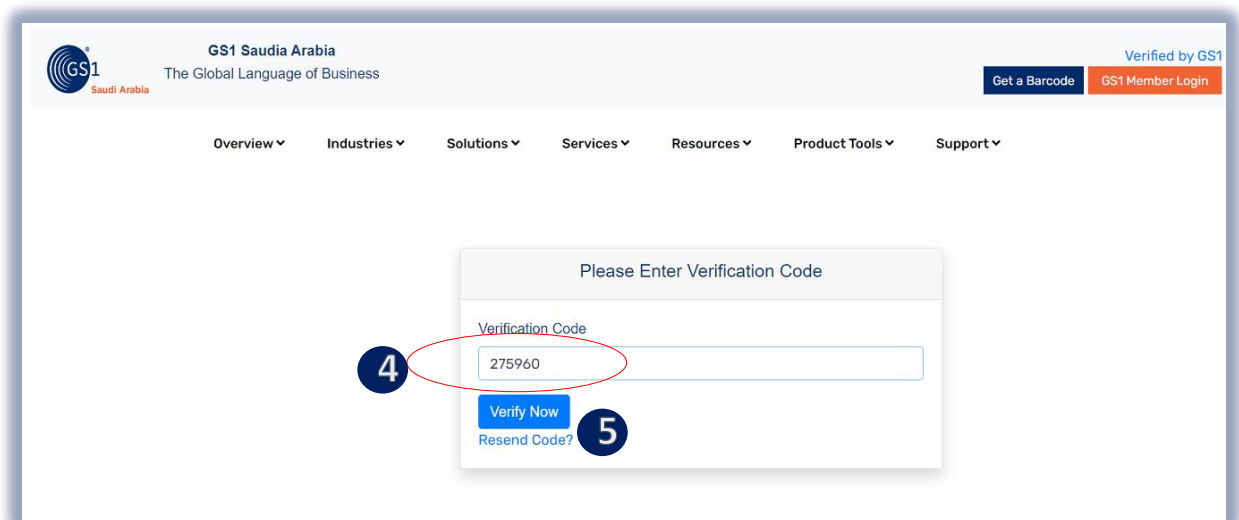 GS1
Saudi Arabia
GS1 Saudia Arabia
The Global Language of Business
Verified by GS1
Get a Barcode
GS1 Member Login
Overview
Industries
Solutions
Services
Resources
Product Tools
Support
Please Enter Verification Code
Verification Code
4
275960
Verify Now
5
Resend Code?